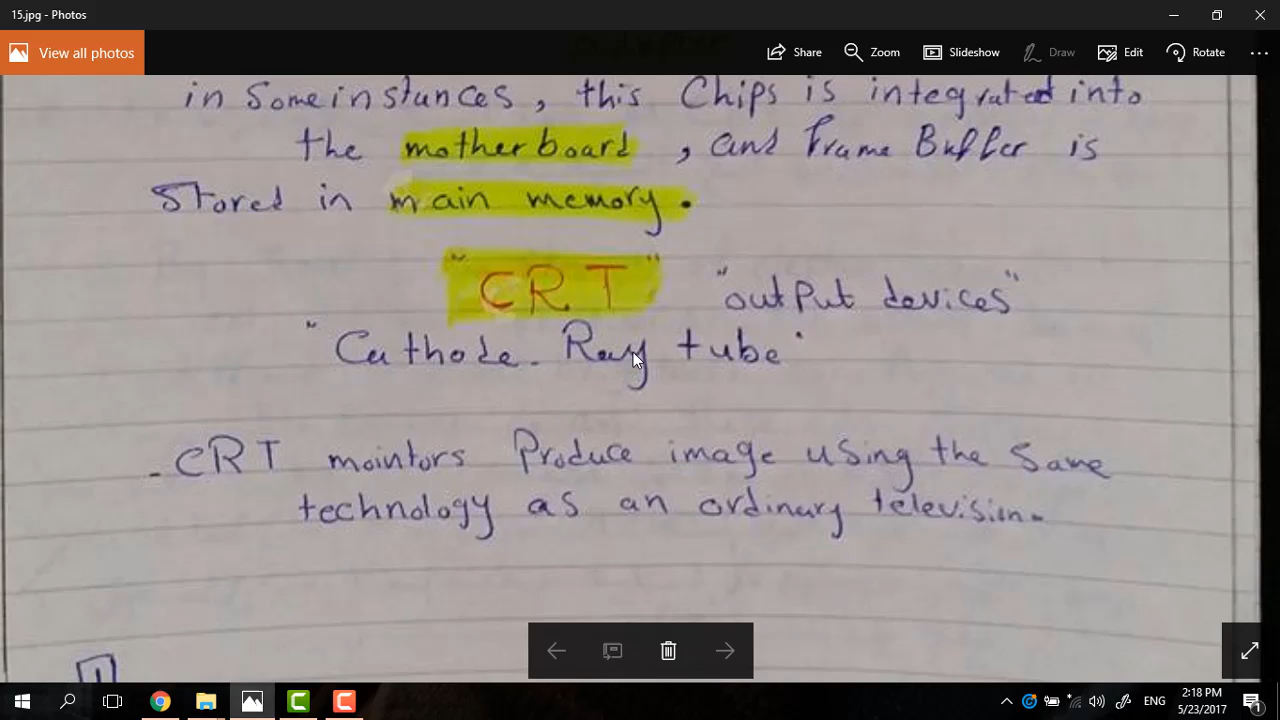 15.jpg - Photos
View all photos
Share
Zoom
Slideshow
Draw
Edit
Rotate
in some instances, this Chips is integrated into
the motherboard, and Frame Buffer is
Stored in main memory.
"CRT" "output devices"
"Cathode-Ray tube"
-CRT mointors Produce image using the Same
technology as an ordinary television.
1
ENG
2:18 PM
5/23/2017
1